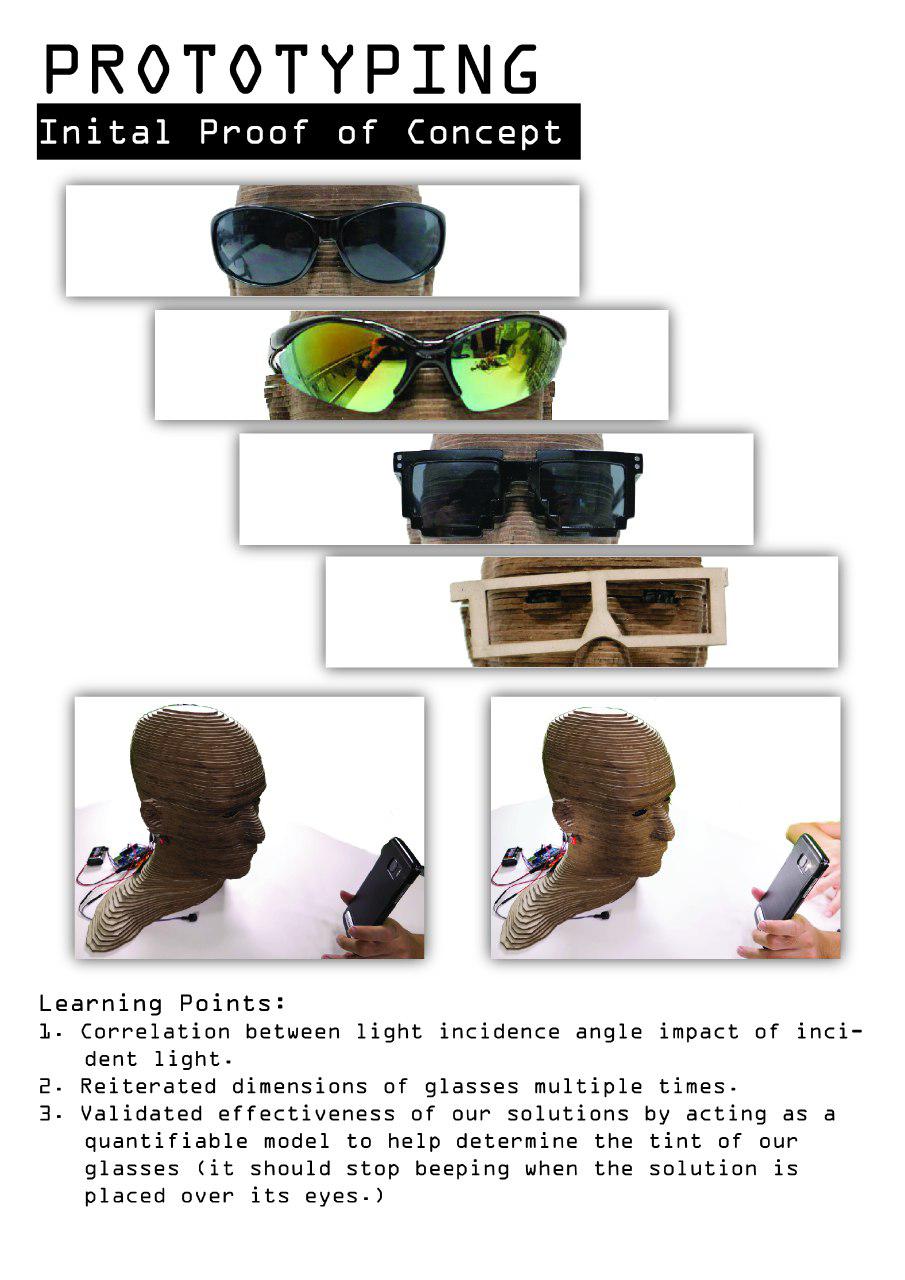 PROTOTYPING
Inital Proof of Concept
Learning Points:
1. Correlation between light incidence angle impact of inci-
dent light.
2. Reiterated dimensions of glasses multiple times.
3. Validated effectiveness of our solutions by acting as a
quantifiable model to help determine the tint of our
glasses (it should stop beeping when the solution is
placed over its eyes.)